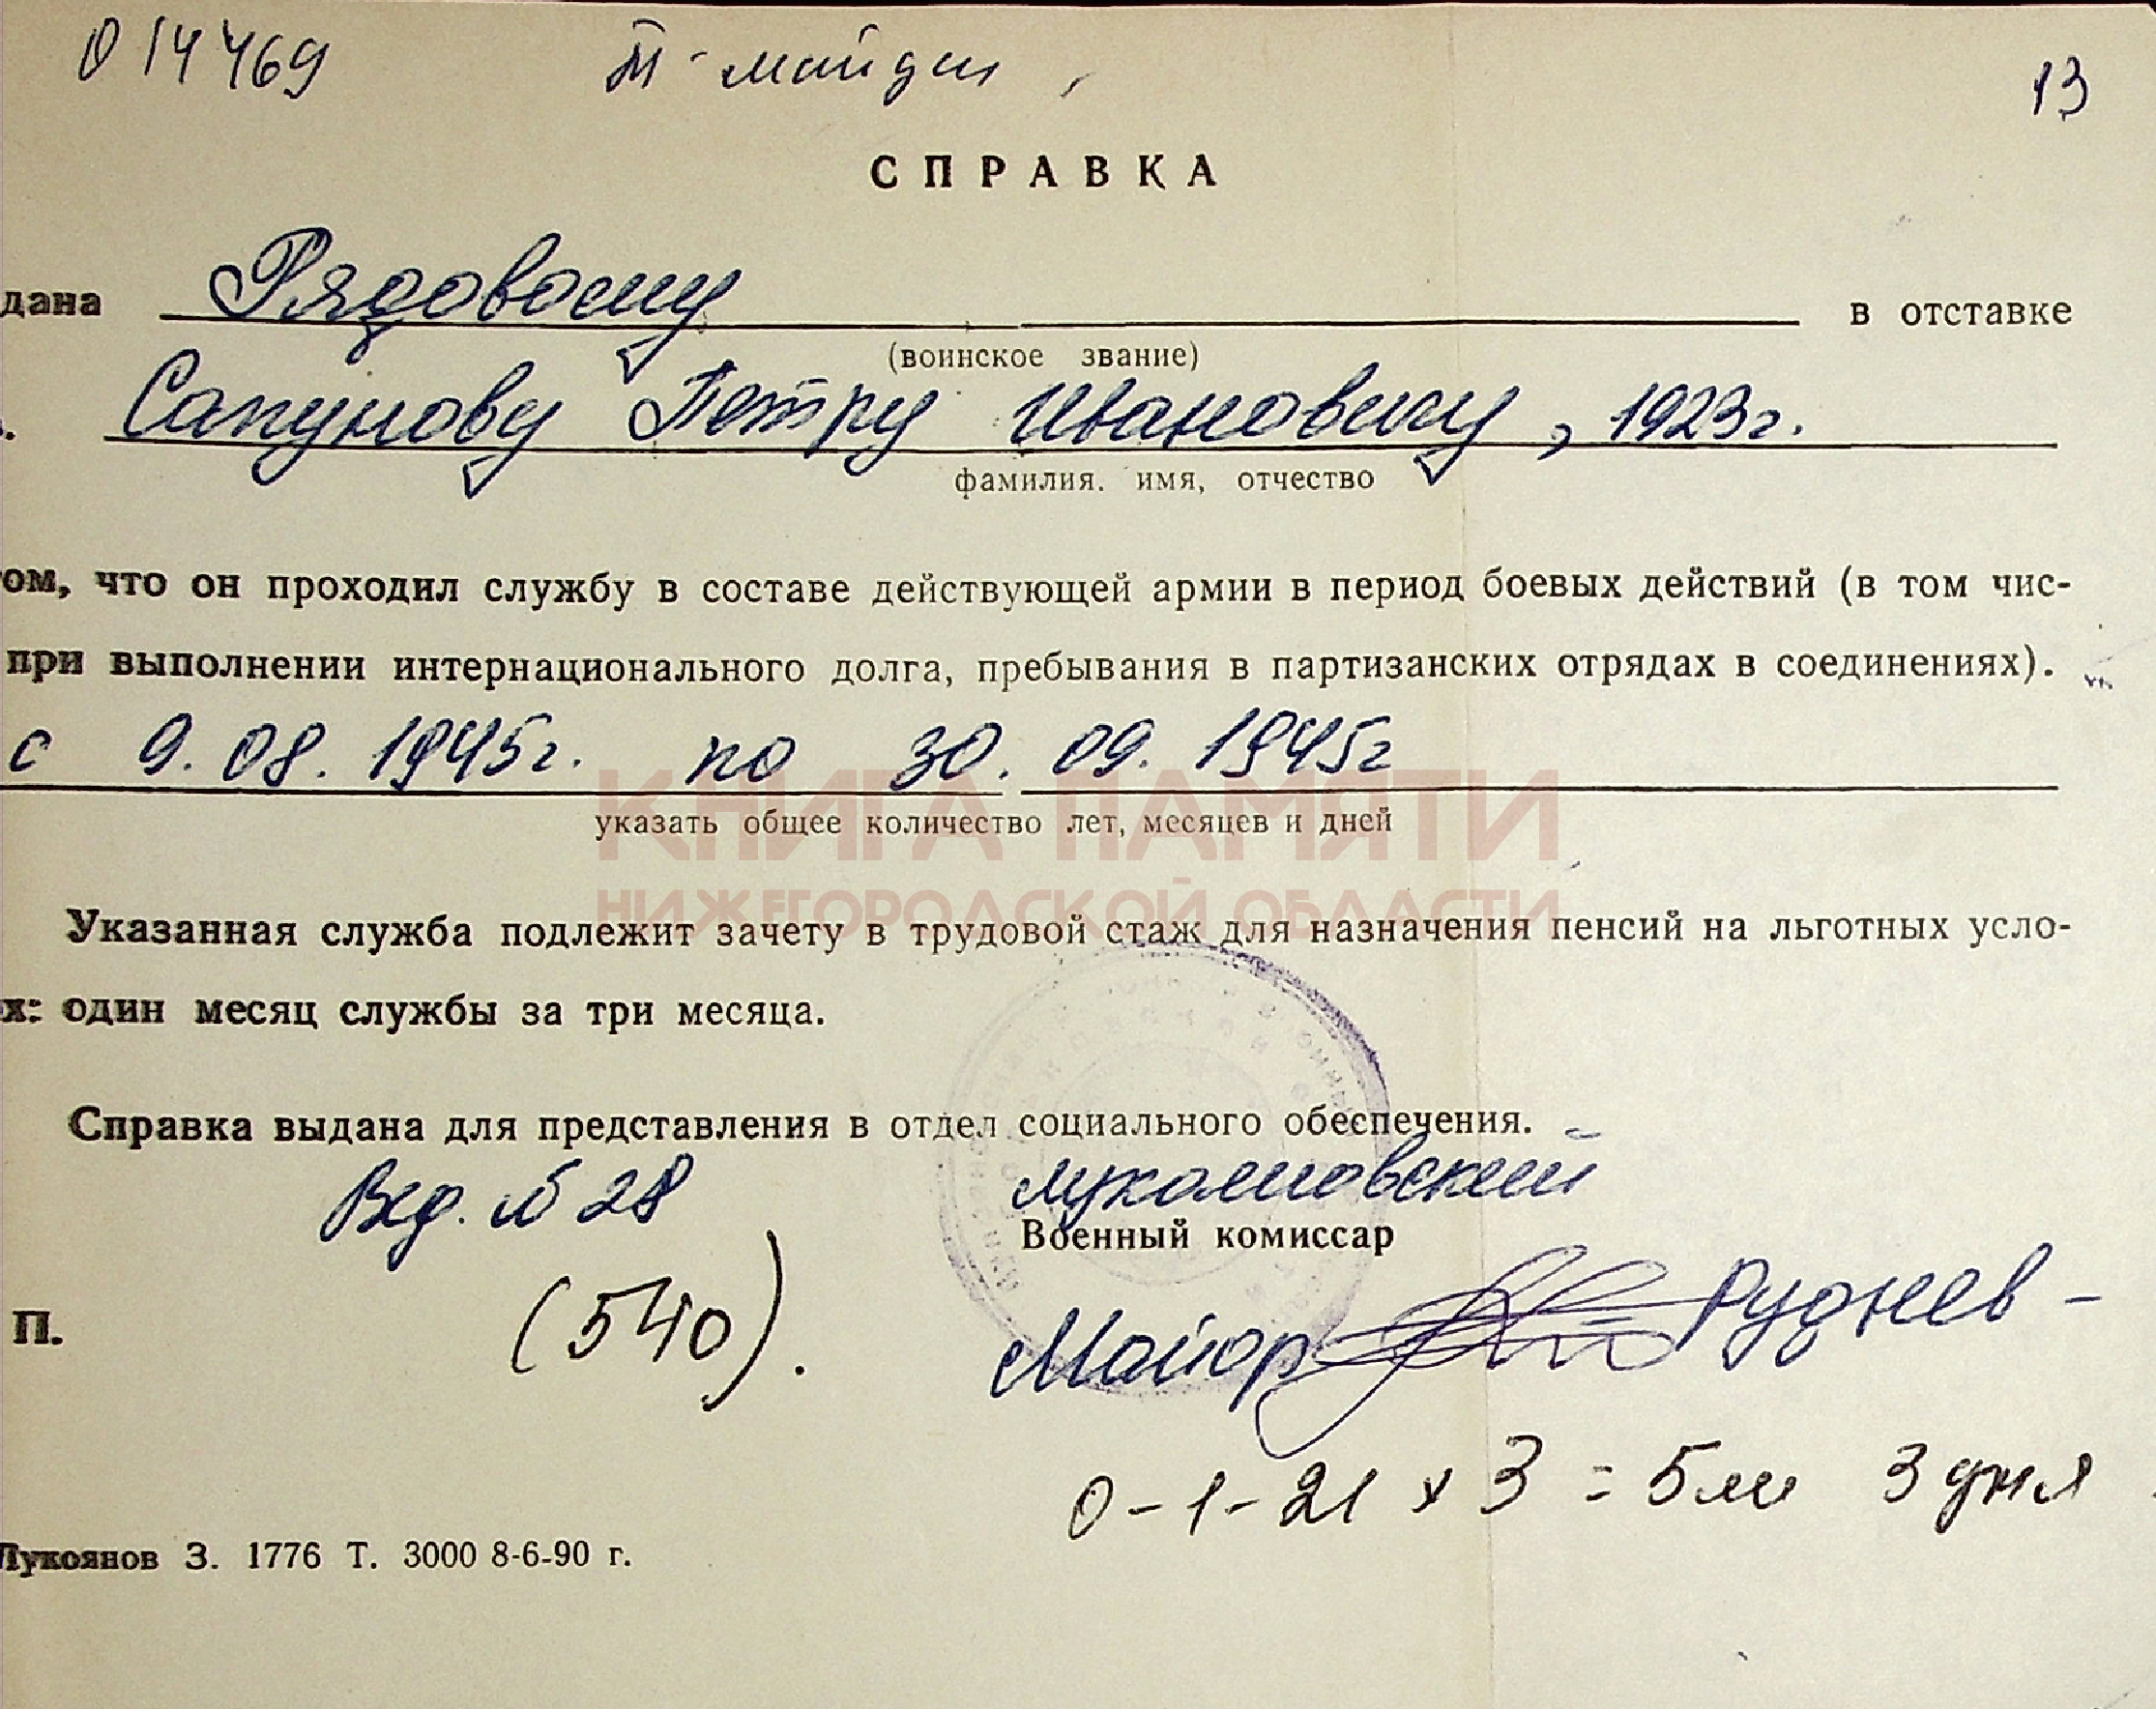 014469 Т-майдан 13
СПРАВКА
дана Рядовому в отставке
(воинское звание)
Сапунову Петру Ивановичу, 1923г.
фамилия. имя, отчество
ом, что он проходил службу в составе действующей армии в период боевых действий (в том чис-
при выполнении интернационального долга, пребывания в партизанских отрядах в соединениях).
с 9.08.1945г. по 30.09.1945г
КНИГА ПАМЯТИ
указать общее количество лет, месяцев и дней
НИЖЕГОРОДСКОЙ ОБЛАСТИ
Указанная служба подлежит зачету в трудовой стаж для назначения пенсий на льготных усло-
х: один месяц службы за три месяца.
Справка выдана для представления в отдел социального обеспечения.
Вед. № 28 Лукояновский
Военный комиссар
П. (540). Майор Руднев
0-1-21 x 3 = 5 м 3 дня
Лукоянов З. 1776 Т. 3000 8-6-90 г.